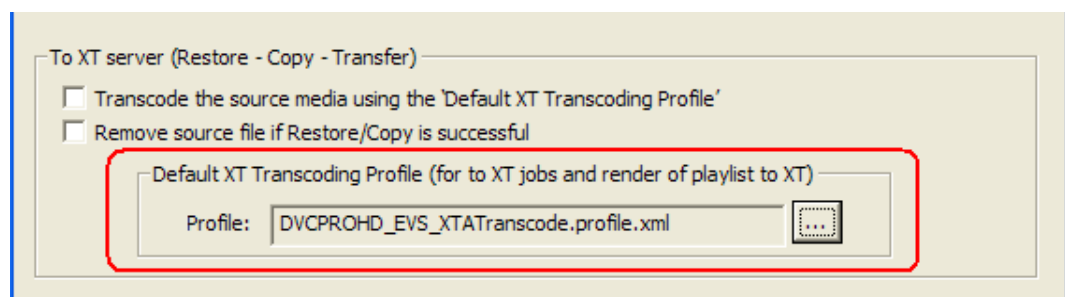 To XT server (Restore - Copy - Transfer)
Transcode the source media using the 'Default XT Transcoding Profile'
Remove source file if Restore/Copy is successful
Default XT Transcoding Profile (for to XT jobs and render of playlist to XT)
Profile: DVCPROHD_EVS_XTATranscode.profile.xml ...